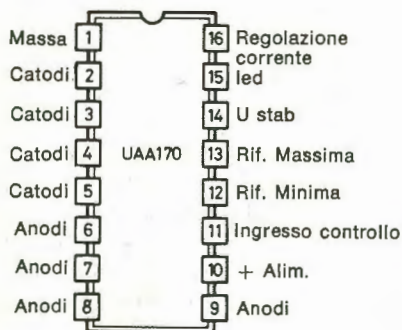 Massa 1
Catodi 2
Catodi 3
Catodi 4
Catodi 5
Anodi 6
Anodi 7
Anodi 8
UAA170
16 Regolazione
corrente
15 led
14 U stab
13 Rif. Massima
12 Rif. Minima
11 Ingresso controllo
10 + Alim.
9 Anodi